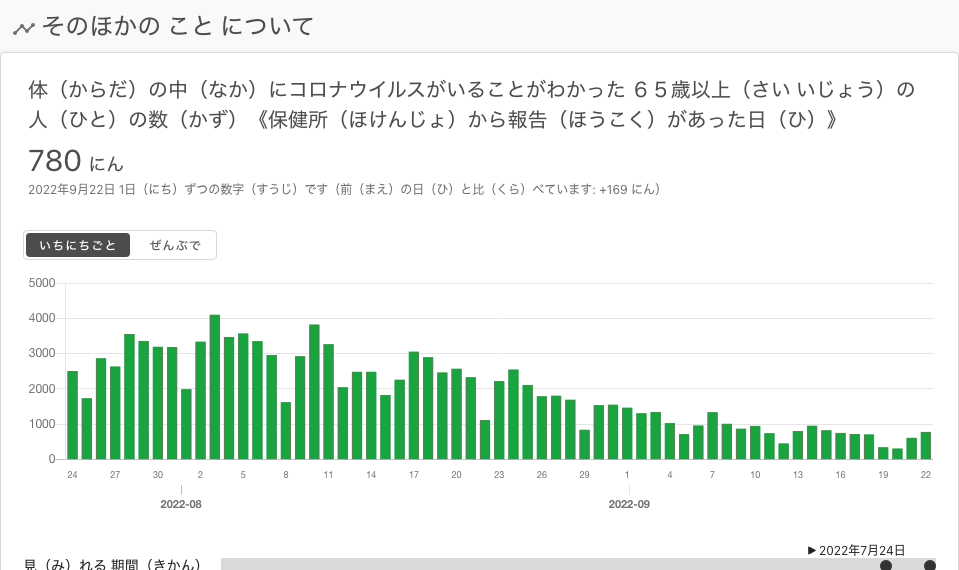 そのほかの こと について
体（からだ）の中（なか）にコロナウイルスがいることがわかった ６５歳以上（さい いじょう）の
人（ひと）の数（かず）《保健所（ほけんじょ）から報告（ほうこく）があった日（ひ）》
780 にん
2022年9月22日 1日（にち）ずつの数字（すうじ）です（前（まえ）の日（ひ）と比（くら）べています: +169 にん）
いちにちごと ぜんぶで
5000
4000
3000
2000
1000
0
24 27 30 2 5 8 11 14 17 20 23 26 29 1 4 7 10 13 16 19 22
2022-08 2022-09
▶ 2022年7月24日
見（み）れる 期間（きかん）